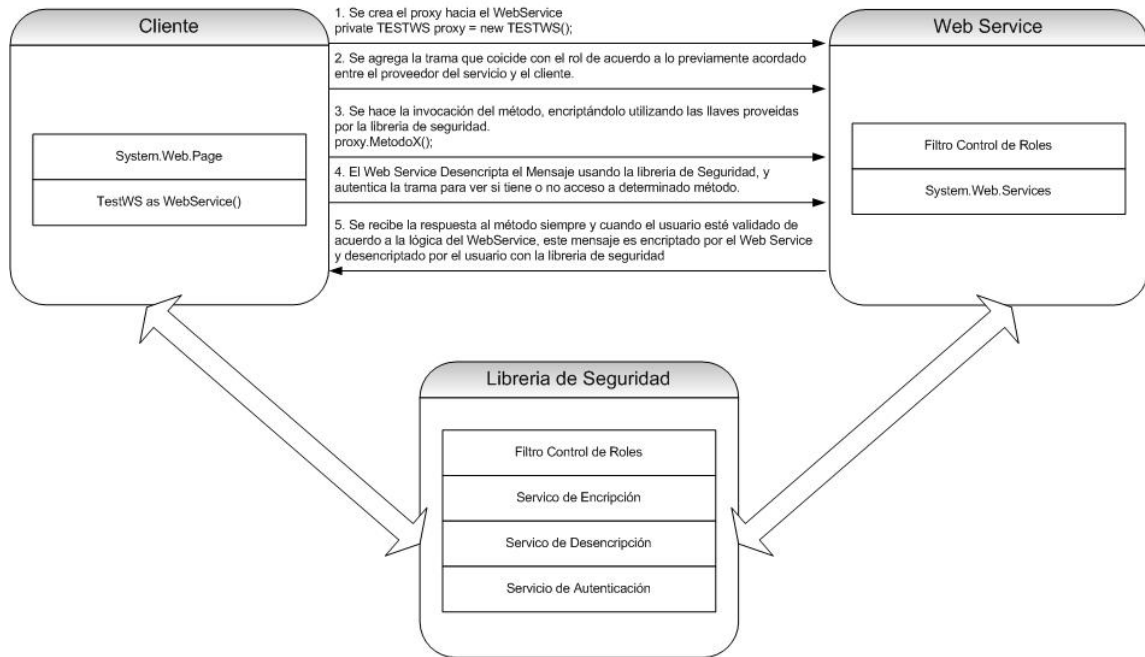 Cliente
1. Se crea el proxy hacia el WebService
private TESTWS proxy = new TESTWS();
2. Se agrega la trama que coicide con el rol de acuerdo a lo previamente acordado
entre el proveedor del servicio y el cliente.
3. Se hace la invocación del método, encriptándolo utilizando las llaves proveidas
por la libreria de seguridad.
proxy.MetodoX();
4. El Web Service Desencripta el Mensaje usando la libreria de Seguridad, y
autentica la trama para ver si tiene o no acceso a determinado método.
5. Se recibe la respuesta al método siempre y cuando el usuario esté validado de
acuerdo a la lógica del WebService, este mensaje es encriptado por el Web Service
y desencriptado por el usuario con la libreria de seguridad
Web Service
System.Web.Page
TestWS as WebService()
Filtro Control de Roles
System.Web.Services
Libreria de Seguridad
Filtro Control de Roles
Servico de Encripción
Servico de Desencripción
Servicio de Autenticación